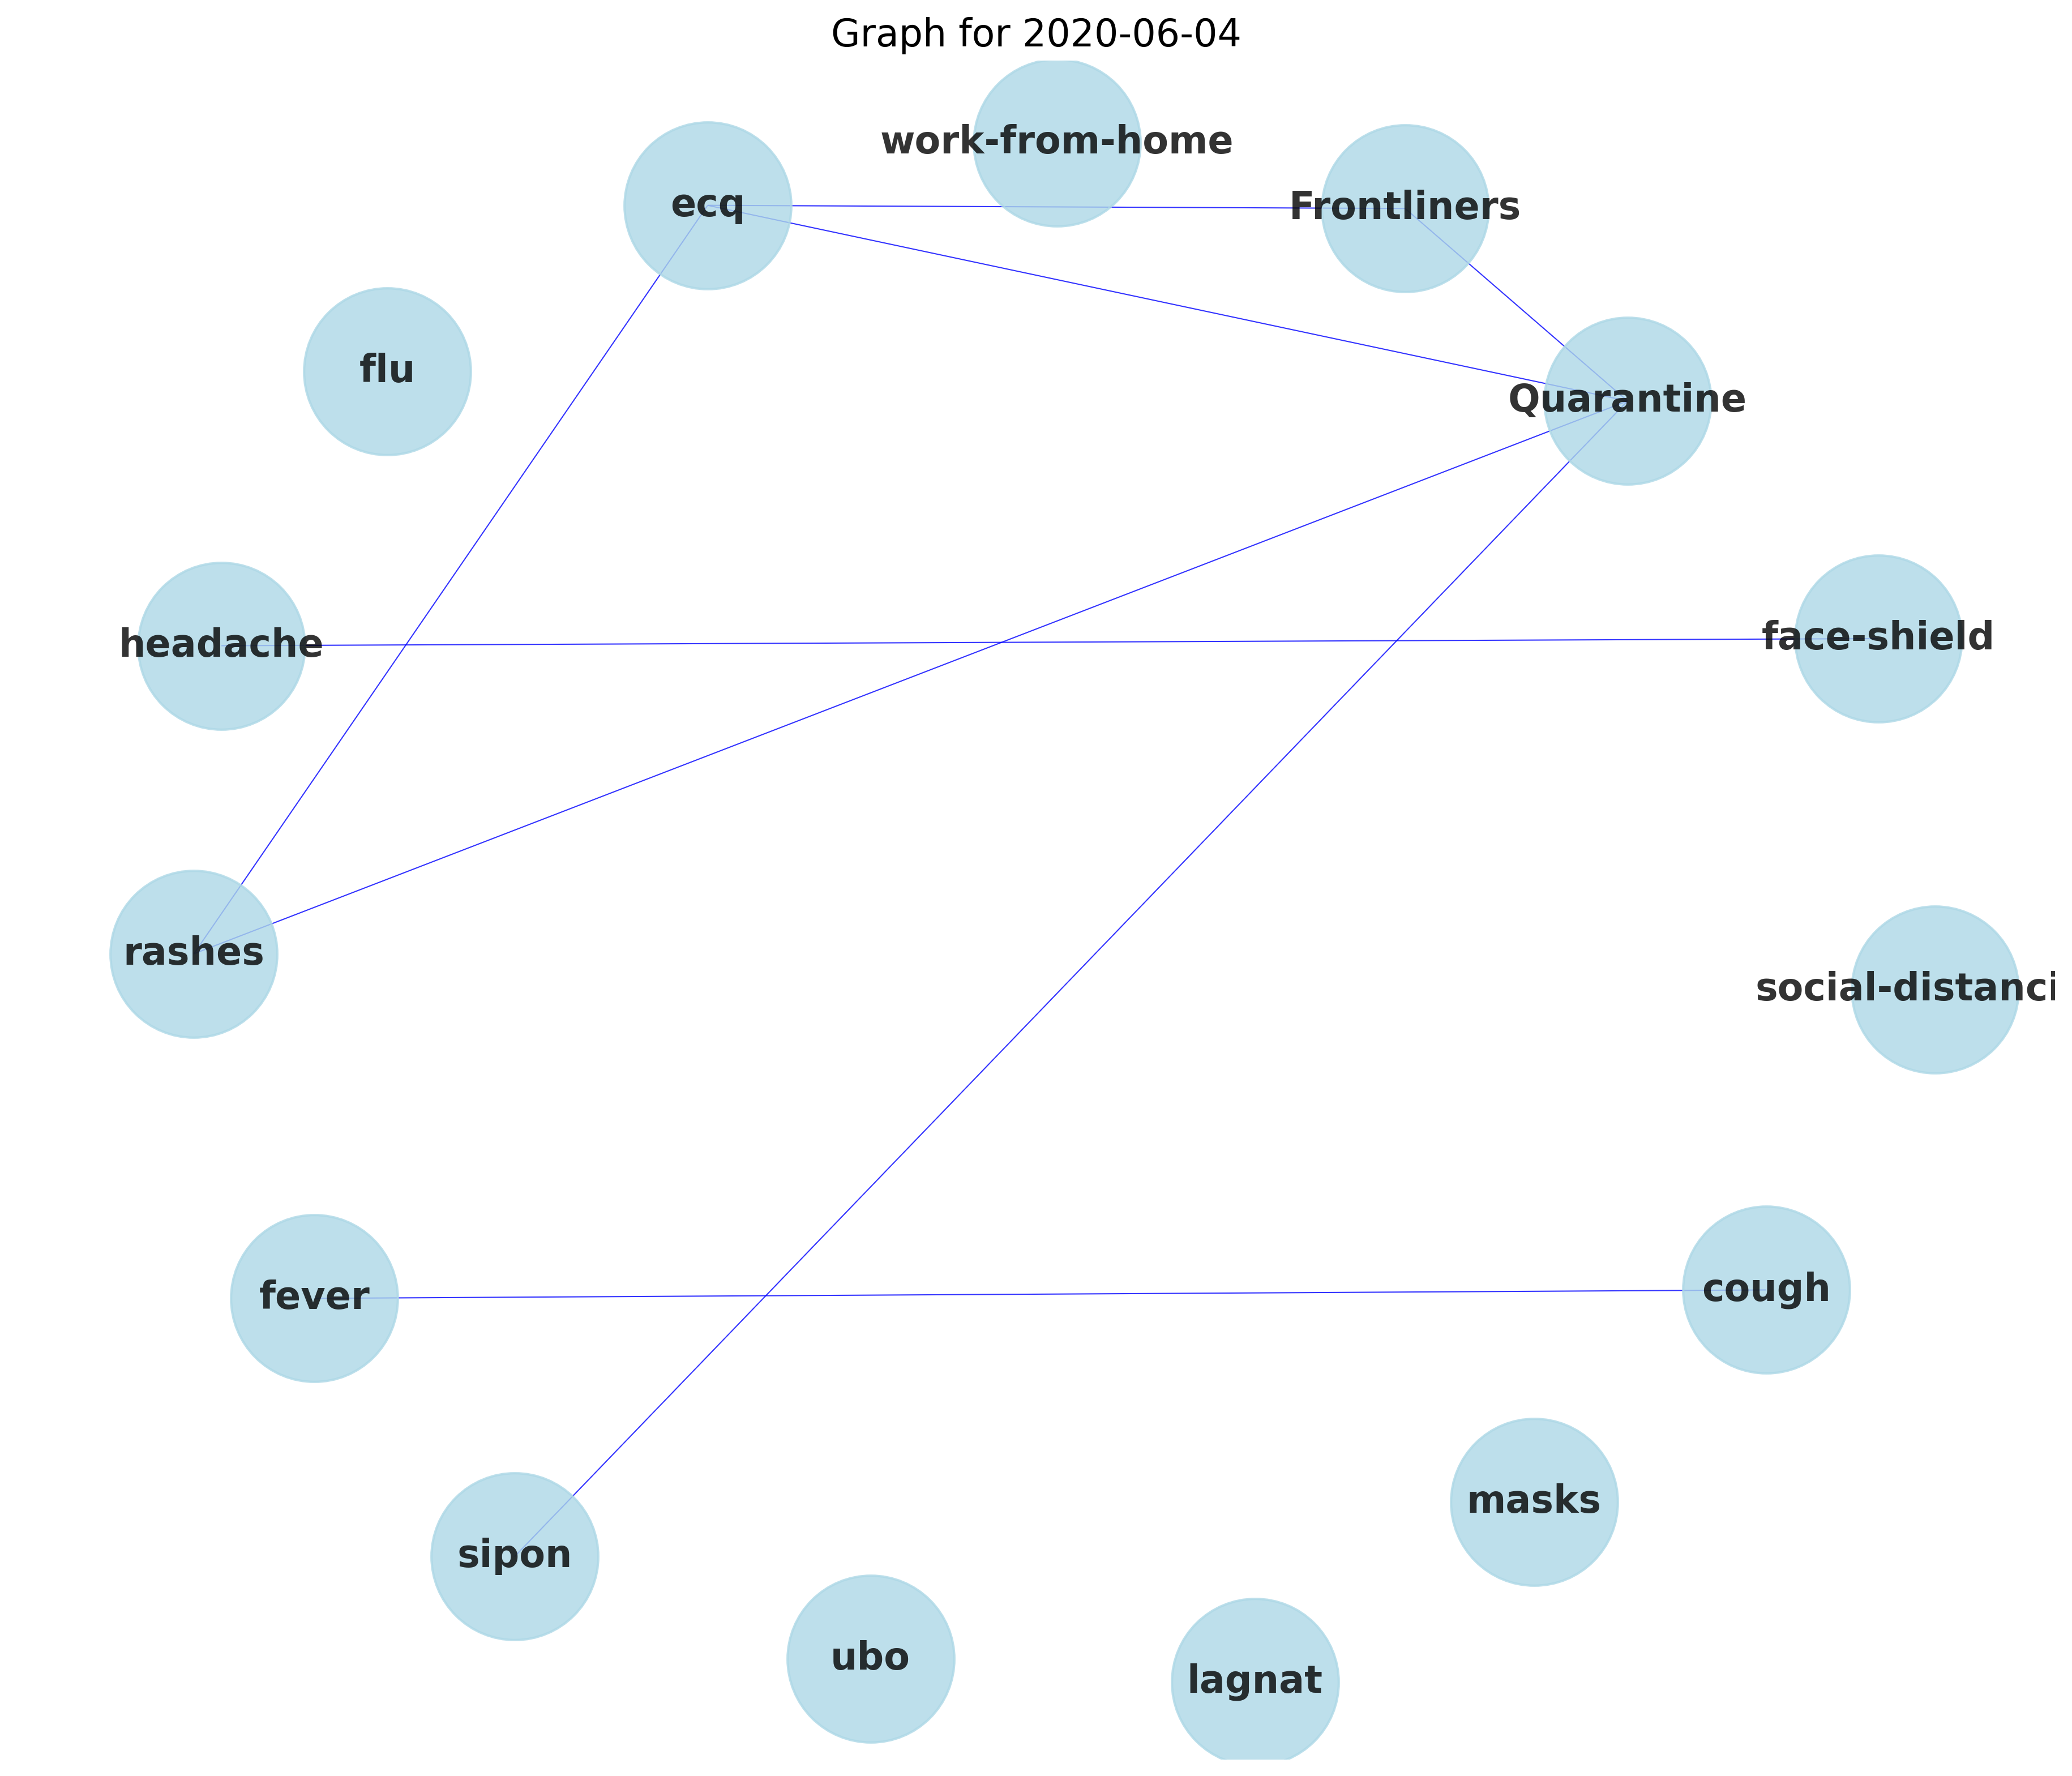 Graph for 2020-06-04
work-from-home
ecq
Frontliners
flu
Quarantine
headache
face-shield
rashes
social-distanci
fever
cough
masks
sipon
ubo
lagnat